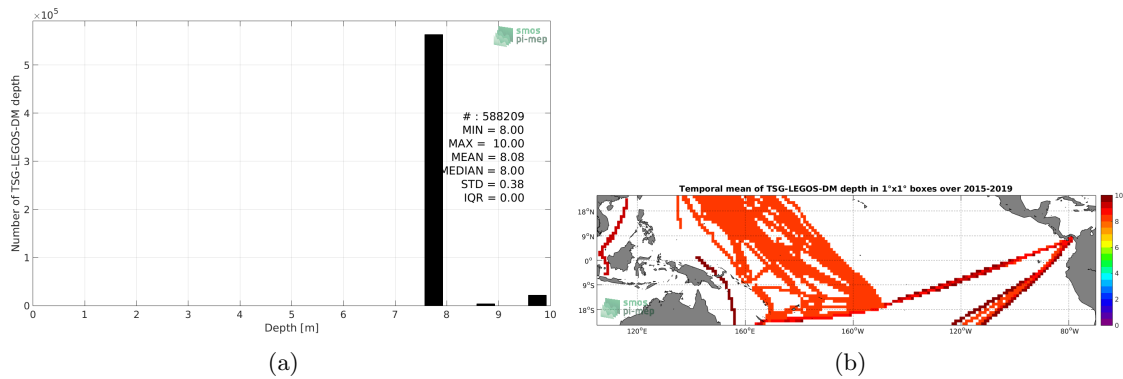 ×10⁵
5
4
3
2
1
0
Number of TSG-LEGOS-DM depth
0 1 2 3 4 5 6 7 8 9 10
Depth [m]
smos
pi-mep
# : 588209
MIN = 8.00
MAX = 10.00
MEAN = 8.08
MEDIAN = 8.00
STD = 0.38
IQR = 0.00
(a)
Temporal mean of TSG-LEGOS-DM depth in 1°x1° boxes over 2015-2019
18°N
9°N
0°
9°S
18°S
120°E 160°E 160°W 120°W 80°W
smos
pi-mep
10
8
6
4
2
0
(b)